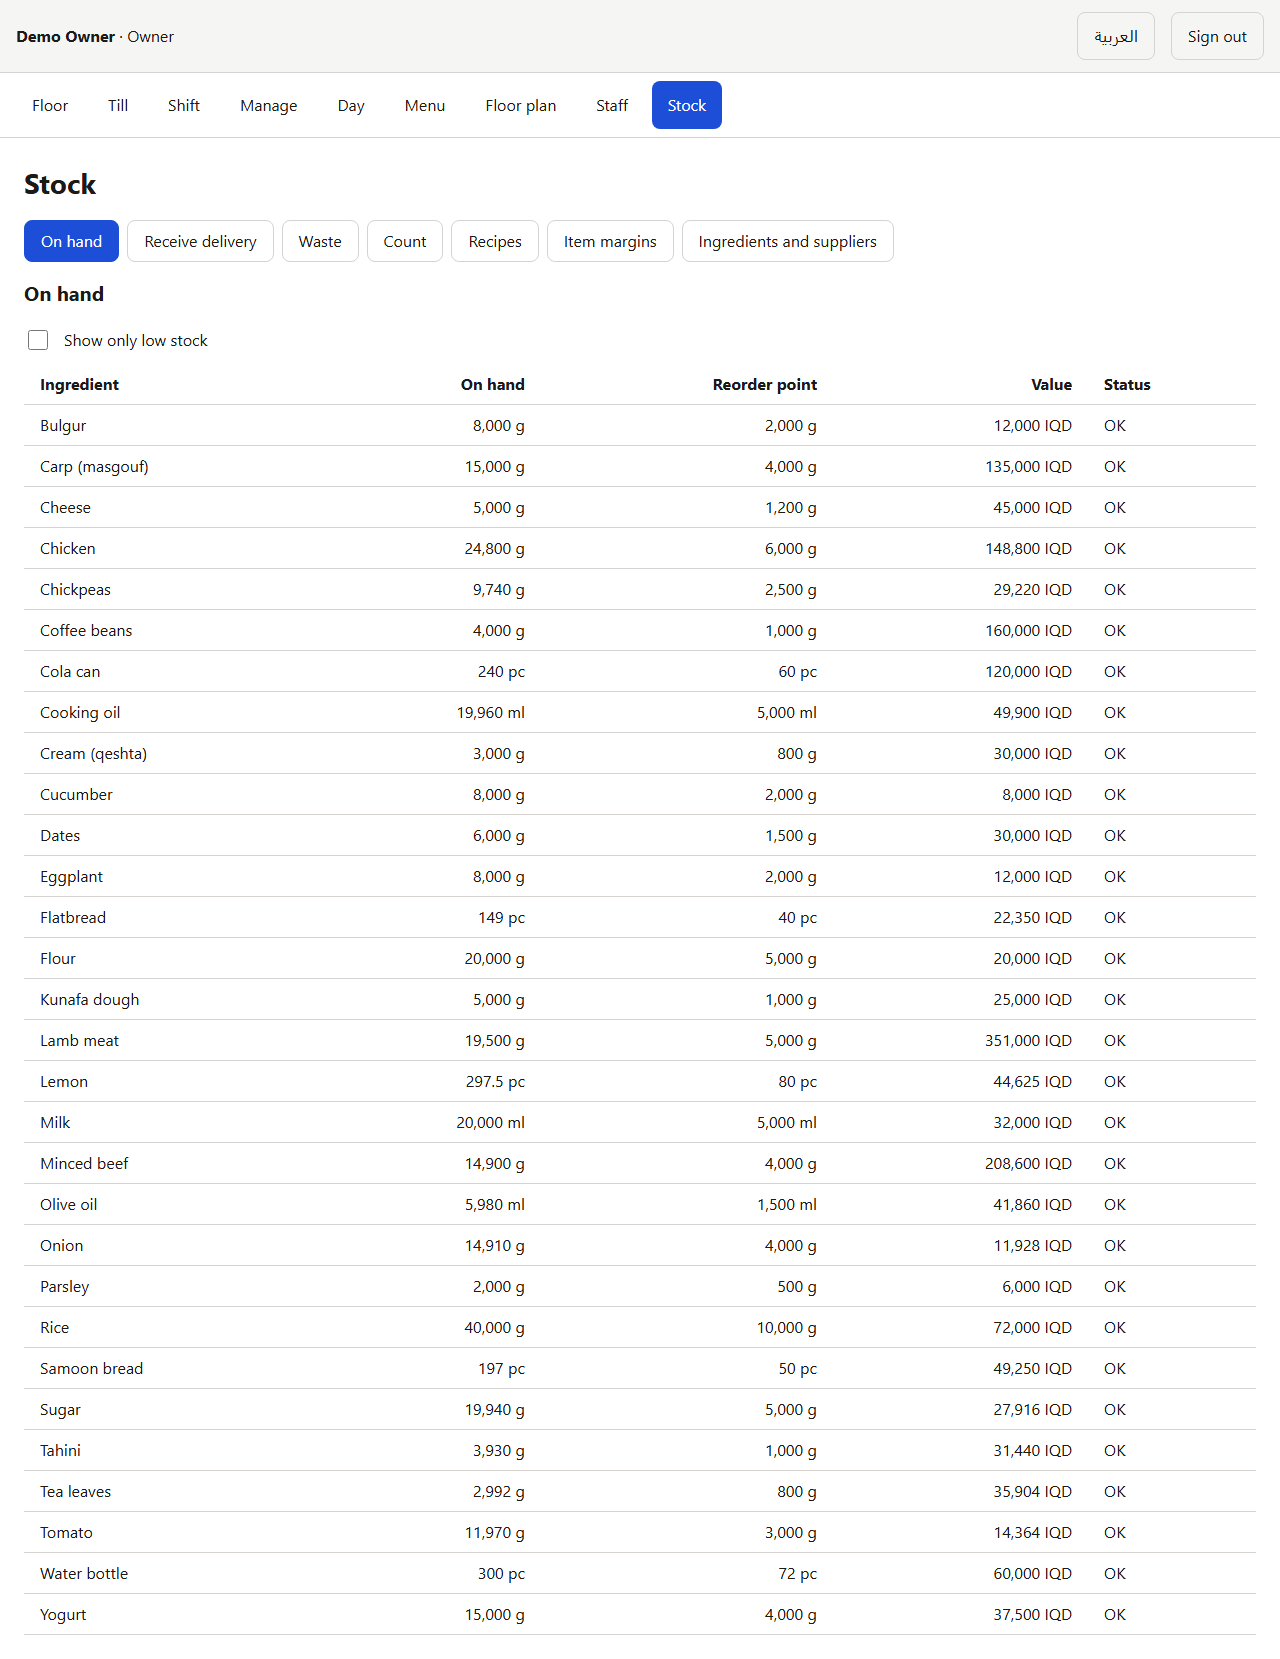 Demo Owner · Owner
العربية
Sign out
Floor Till Shift Manage Day Menu Floor plan Staff Stock
Stock
On hand Receive delivery Waste Count Recipes Item margins Ingredients and suppliers
On hand
Show only low stock
Ingredient On hand Reorder point Value Status
Bulgur 8,000 g 2,000 g 12,000 IQD OK
Carp (masgouf) 15,000 g 4,000 g 135,000 IQD OK
Cheese 5,000 g 1,200 g 45,000 IQD OK
Chicken 24,800 g 6,000 g 148,800 IQD OK
Chickpeas 9,740 g 2,500 g 29,220 IQD OK
Coffee beans 4,000 g 1,000 g 160,000 IQD OK
Cola can 240 pc 60 pc 120,000 IQD OK
Cooking oil 19,960 ml 5,000 ml 49,900 IQD OK
Cream (qeshta) 3,000 g 800 g 30,000 IQD OK
Cucumber 8,000 g 2,000 g 8,000 IQD OK
Dates 6,000 g 1,500 g 30,000 IQD OK
Eggplant 8,000 g 2,000 g 12,000 IQD OK
Flatbread 149 pc 40 pc 22,350 IQD OK
Flour 20,000 g 5,000 g 20,000 IQD OK
Kunafa dough 5,000 g 1,000 g 25,000 IQD OK
Lamb meat 19,500 g 5,000 g 351,000 IQD OK
Lemon 297.5 pc 80 pc 44,625 IQD OK
Milk 20,000 ml 5,000 ml 32,000 IQD OK
Minced beef 14,900 g 4,000 g 208,600 IQD OK
Olive oil 5,980 ml 1,500 ml 41,860 IQD OK
Onion 14,910 g 4,000 g 11,928 IQD OK
Parsley 2,000 g 500 g 6,000 IQD OK
Rice 40,000 g 10,000 g 72,000 IQD OK
Samoon bread 197 pc 50 pc 49,250 IQD OK
Sugar 19,940 g 5,000 g 27,916 IQD OK
Tahini 3,930 g 1,000 g 31,440 IQD OK
Tea leaves 2,992 g 800 g 35,904 IQD OK
Tomato 11,970 g 3,000 g 14,364 IQD OK
Water bottle 300 pc 72 pc 60,000 IQD OK
Yogurt 15,000 g 4,000 g 37,500 IQD OK